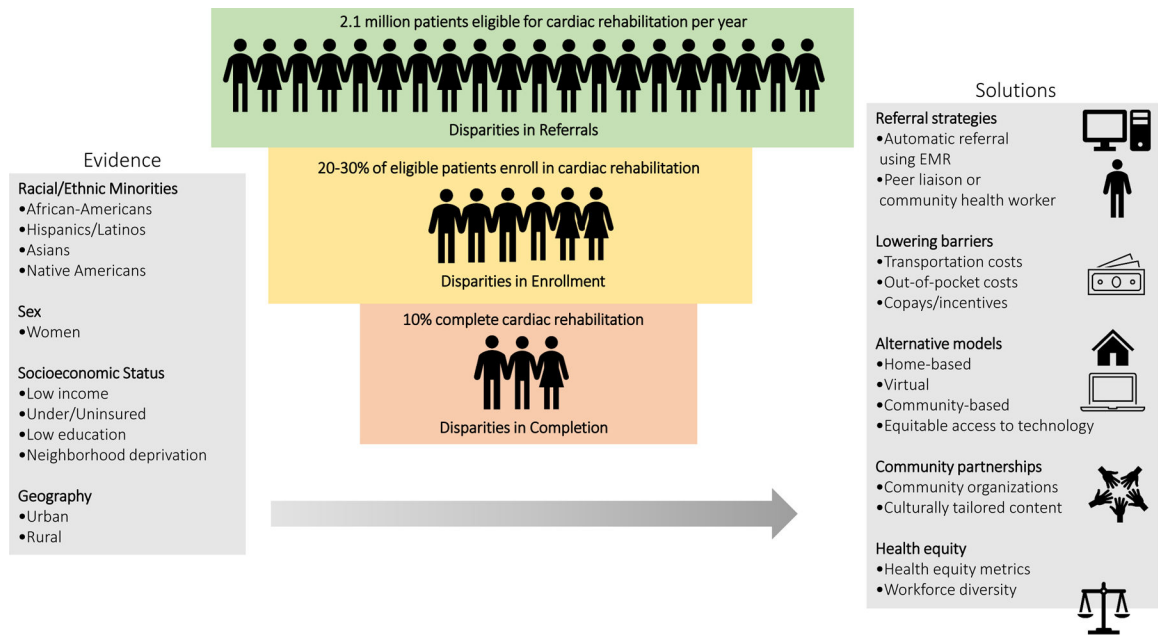 2.1 million patients eligible for cardiac rehabilitation per year
Disparities in Referrals
20-30% of eligible patients enroll in cardiac rehabilitation
Disparities in Enrollment
10% complete cardiac rehabilitation
Disparities in Completion
Evidence
Racial/Ethnic Minorities
•African-Americans
•Hispanics/Latinos
•Asians
•Native Americans
Sex
•Women
Socioeconomic Status
•Low income
•Under/Uninsured
•Low education
•Neighborhood deprivation
Geography
•Urban
•Rural
Solutions
Referral strategies
•Automatic referral
using EMR
•Peer liaison or
community health worker
Lowering barriers
•Transportation costs
•Out-of-pocket costs
•Copays/incentives
Alternative models
•Home-based
•Virtual
•Community-based
•Equitable access to technology
Community partnerships
•Community organizations
•Culturally tailored content
Health equity
•Health equity metrics
•Workforce diversity